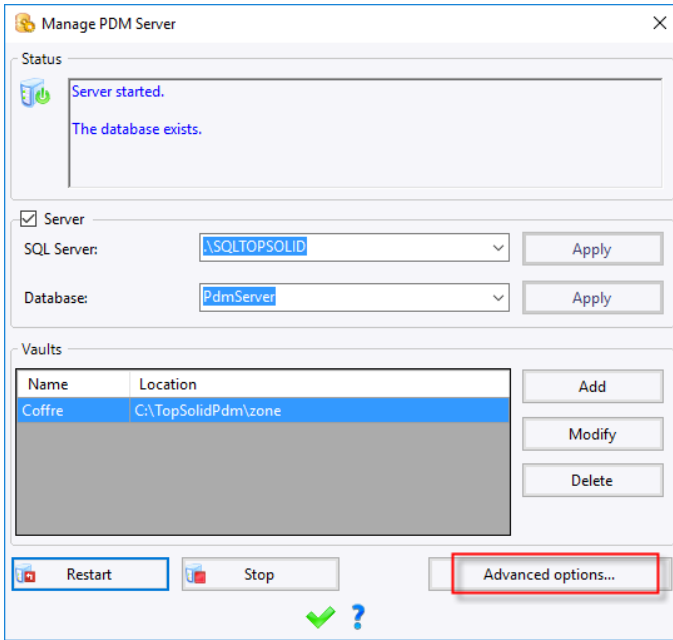 Manage PDM Server
Status
Server started.
The database exists.
Server
SQL Server:
.\SQLTOPSOLID
Apply
Database:
PdmServer
Apply
Vaults
Name Location
Coffre C:\TopSolidPdm\zone
Add
Modify
Delete
Restart
Stop
Advanced options...